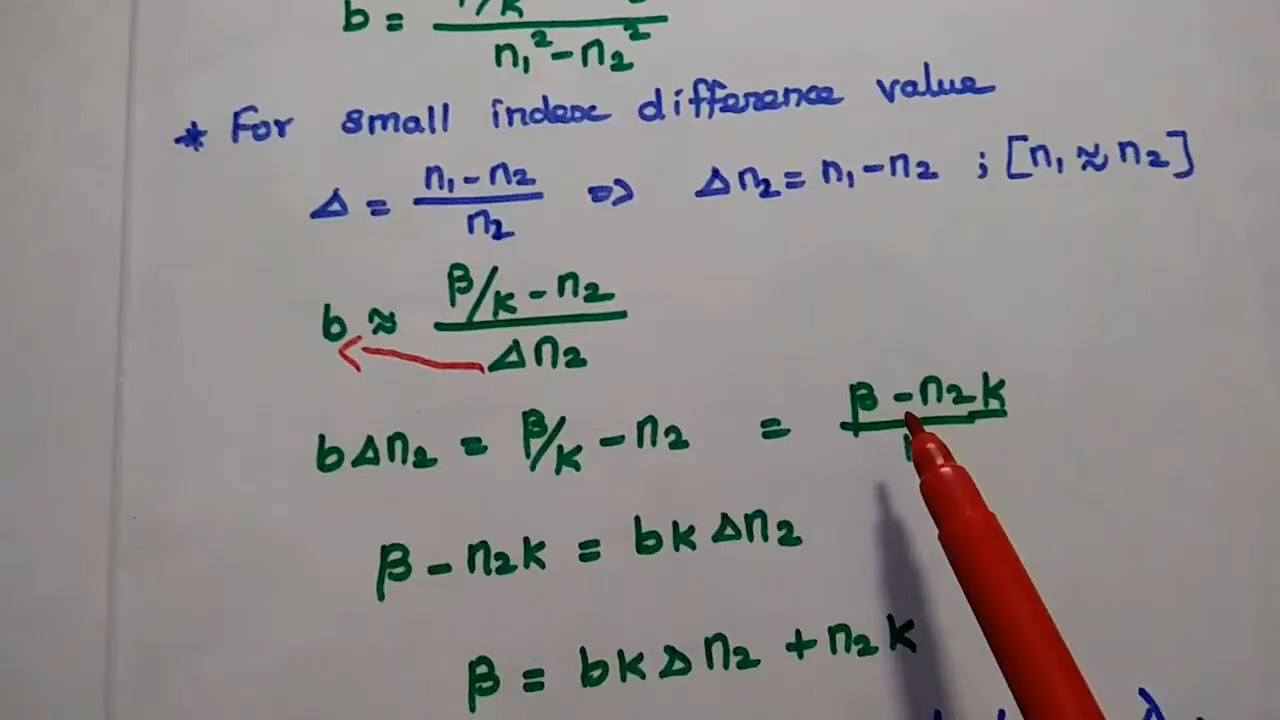 b =
n₁² - n₂²
* For small index difference value
Δ = (n₁ - n₂)/n₂ ⇒ Δn₂ = n₁ - n₂ ; [n₁ ≈ n₂]
b ≈ (β/k - n₂)/(Δn₂)
bΔn₂ = β/k - n₂ = β - n₂k
β - n₂k = bkΔn₂
β = bkΔn₂ + n₂k